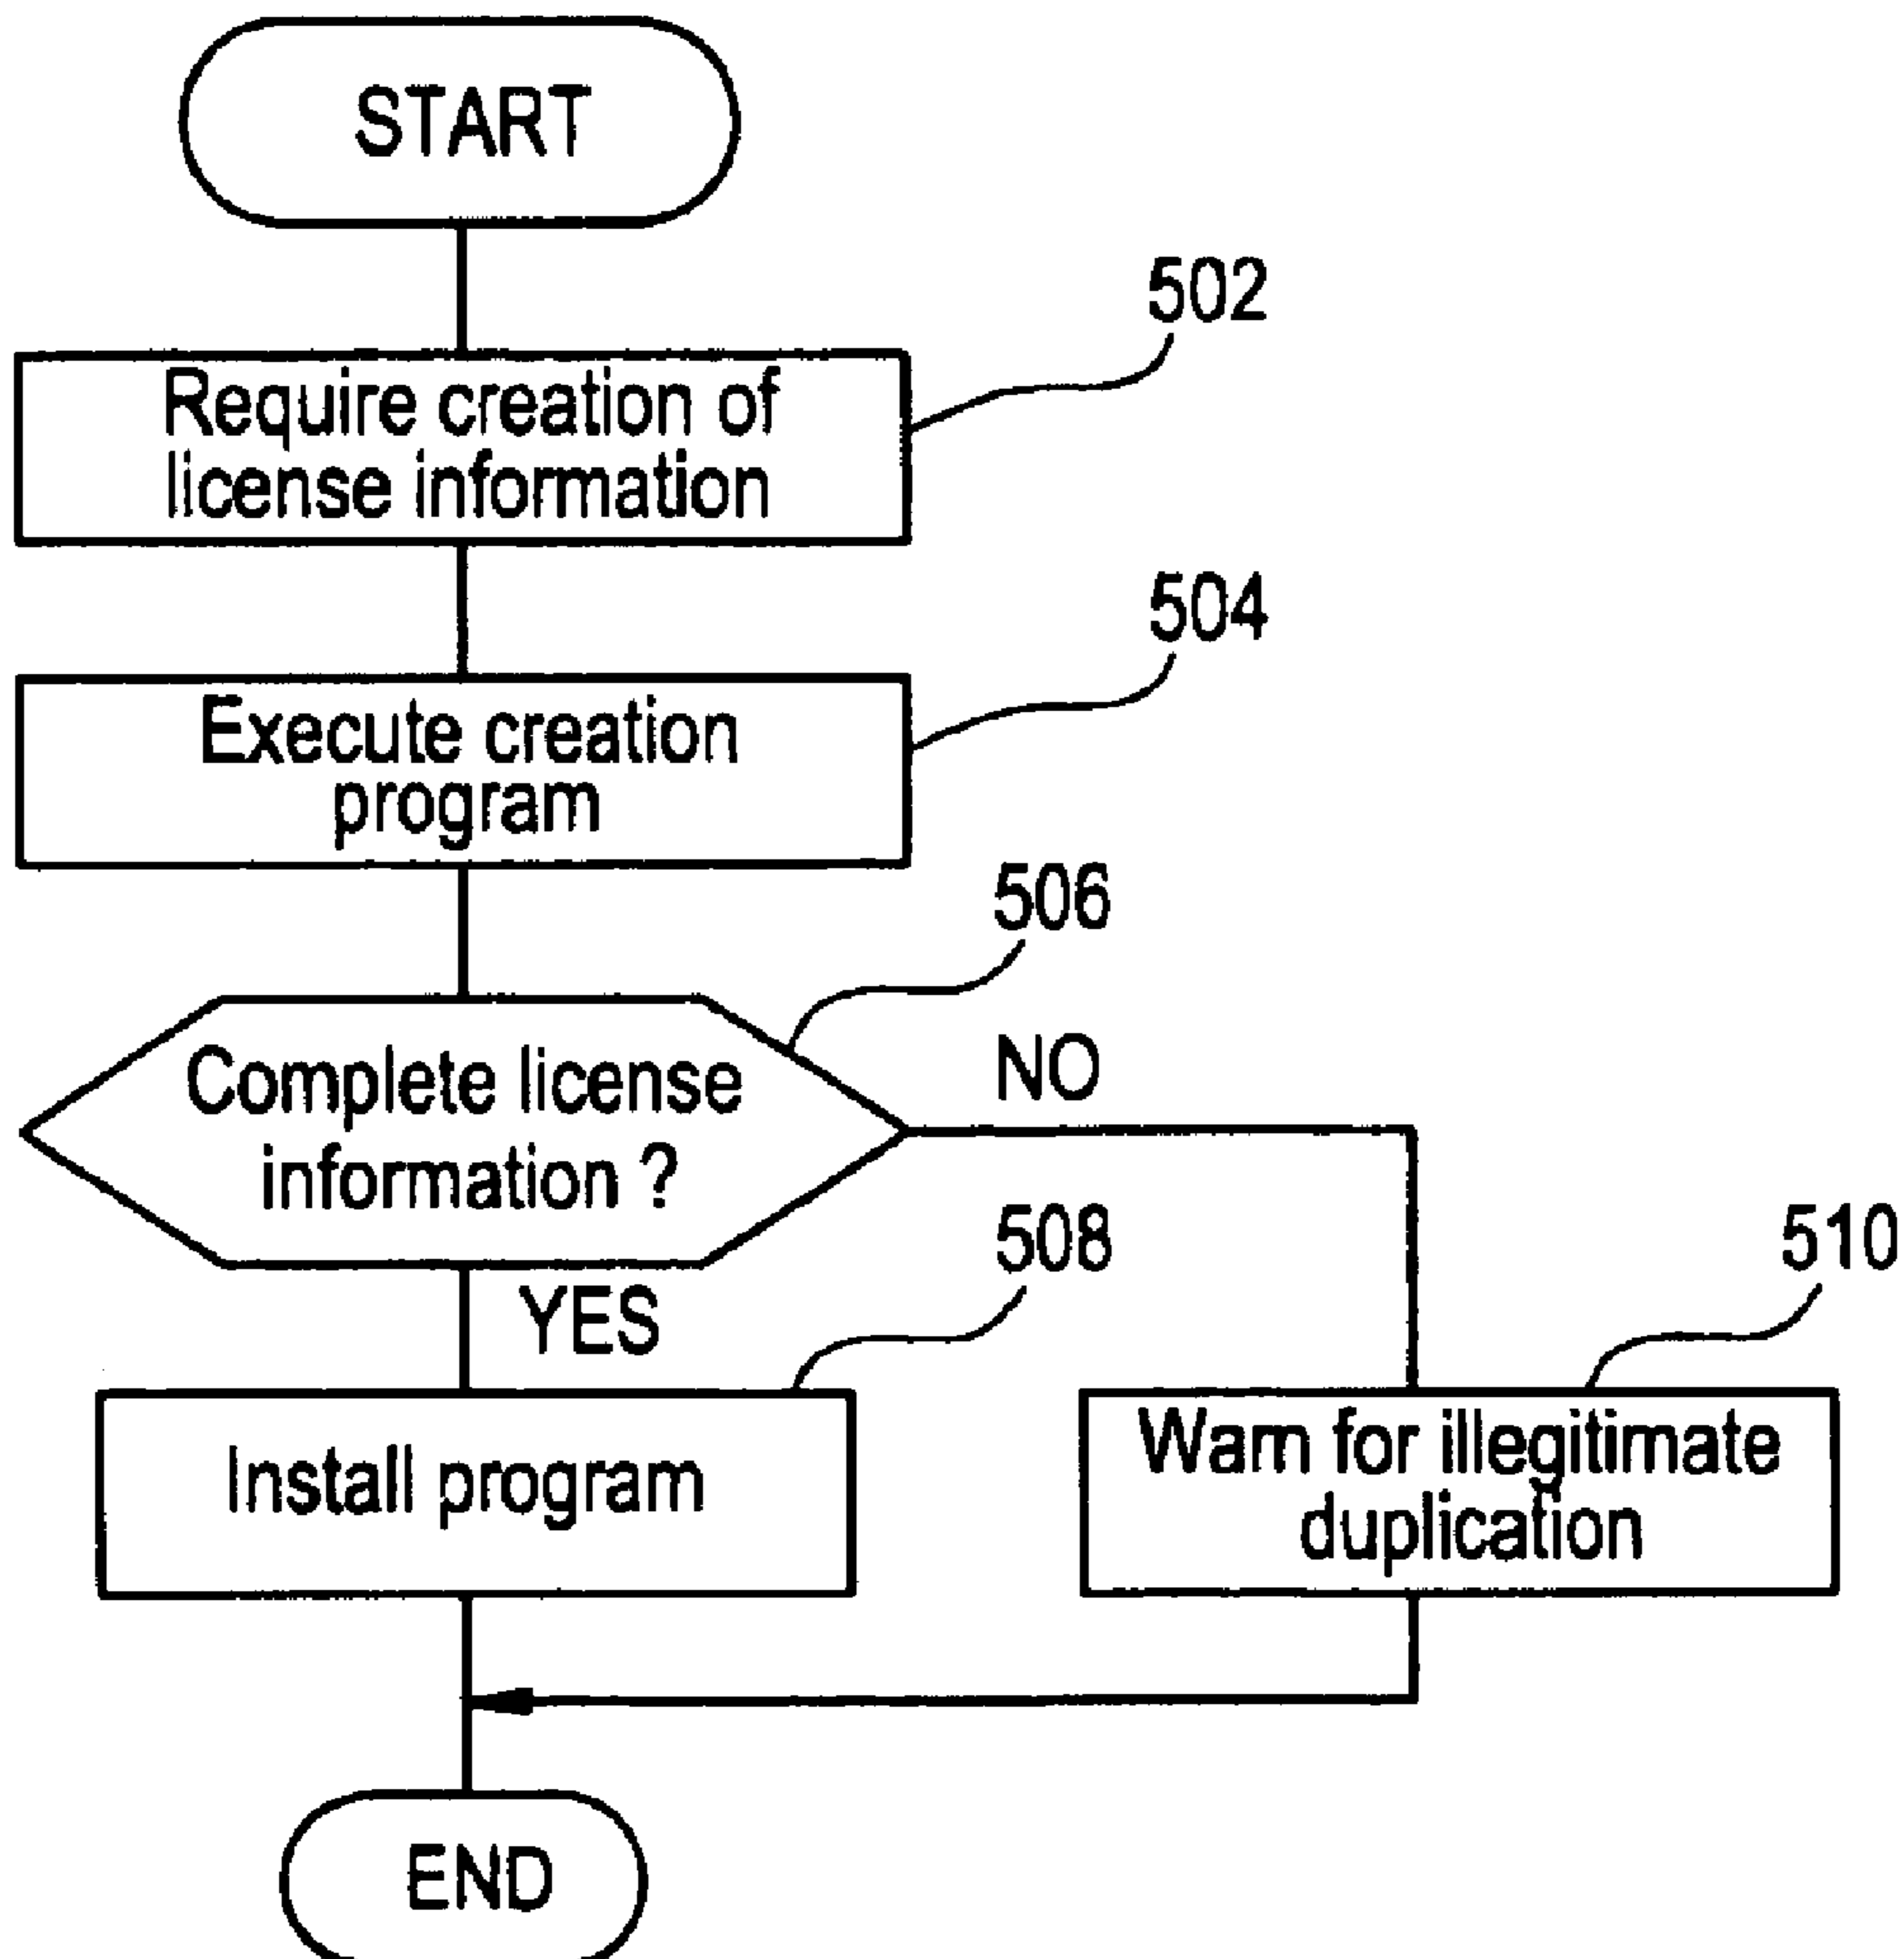 START
502
Require creation of
license information
504
Execute creation
program
506
Complete license
information ?
NO
YES
508
510
Install program
Warn for illegitimate
duplication
END